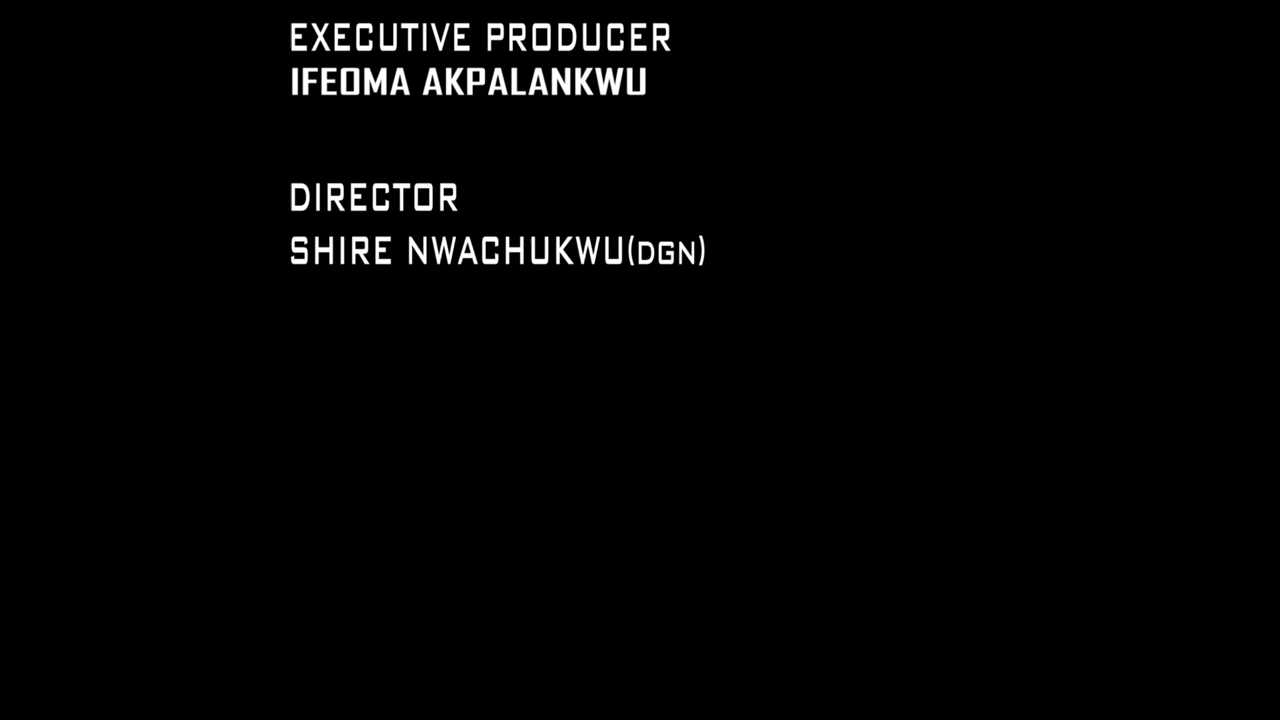 EXECUTIVE PRODUCER
IFEOMA AKPALANKWU
DIRECTOR
SHIRE NWACHUKWU(DGN)